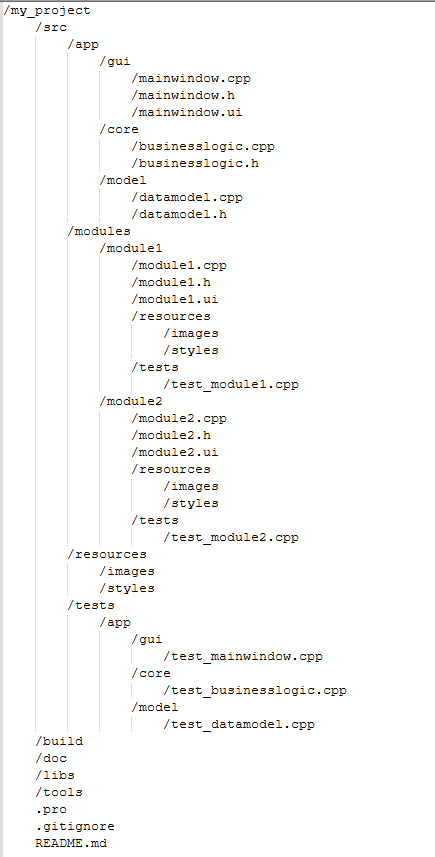 /my_project
/src
/app
/gui
/mainwindow.cpp
/mainwindow.h
/mainwindow.ui
/core
/businesslogic.cpp
/businesslogic.h
/model
/datamodel.cpp
/datamodel.h
/modules
/module1
/module1.cpp
/module1.h
/module1.ui
/resources
/images
/styles
/tests
/test_module1.cpp
/module2
/module2.cpp
/module2.h
/module2.ui
/resources
/images
/styles
/tests
/test_module2.cpp
/resources
/images
/styles
/tests
/app
/gui
/test_mainwindow.cpp
/core
/test_businesslogic.cpp
/model
/test_datamodel.cpp
/build
/doc
/libs
/tools
.pro
.gitignore
README.md